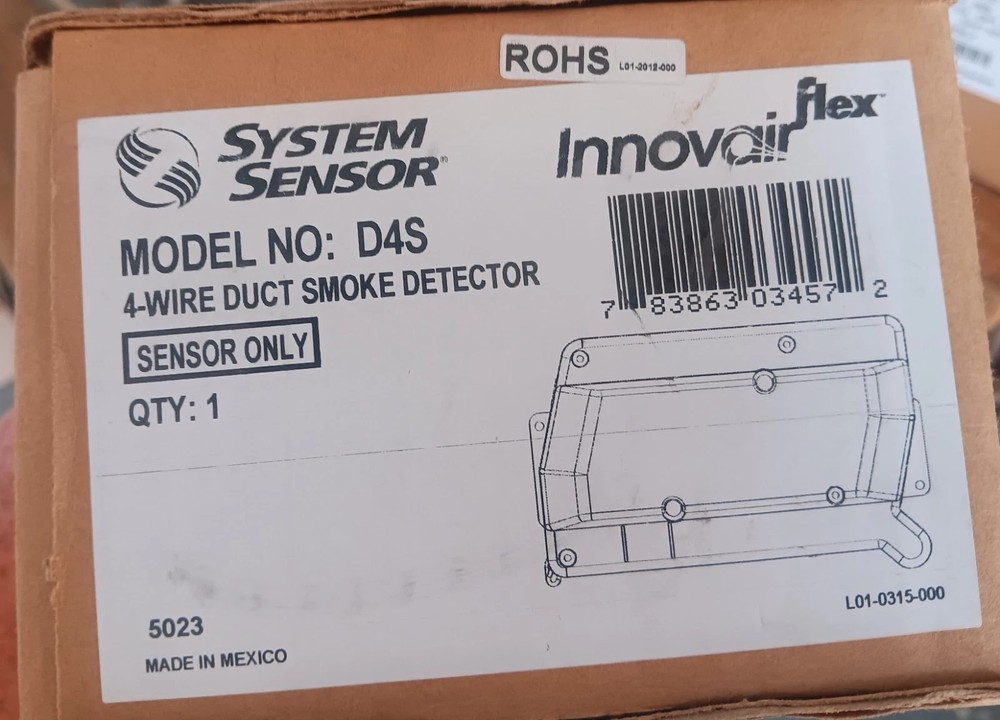 ROHS L01-2012-000
SYSTEM
SENSOR®
Innovairflex™
MODEL NO: D4S
4-WIRE DUCT SMOKE DETECTOR
SENSOR ONLY
QTY: 1
7 83863 03457 2
5023
MADE IN MEXICO
L01-0315-000